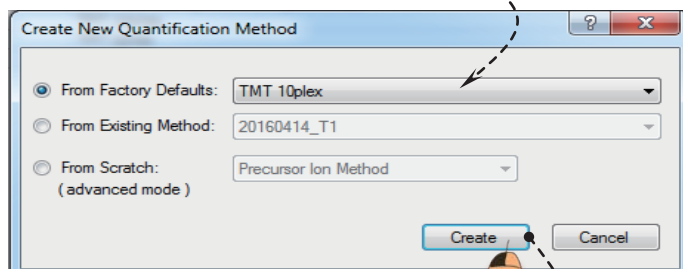 Create New Quantification Method
From Factory Defaults: TMT 10plex
From Existing Method: 20160414_T1
From Scratch: Precursor Ion Method
( advanced mode )
Create Cancel